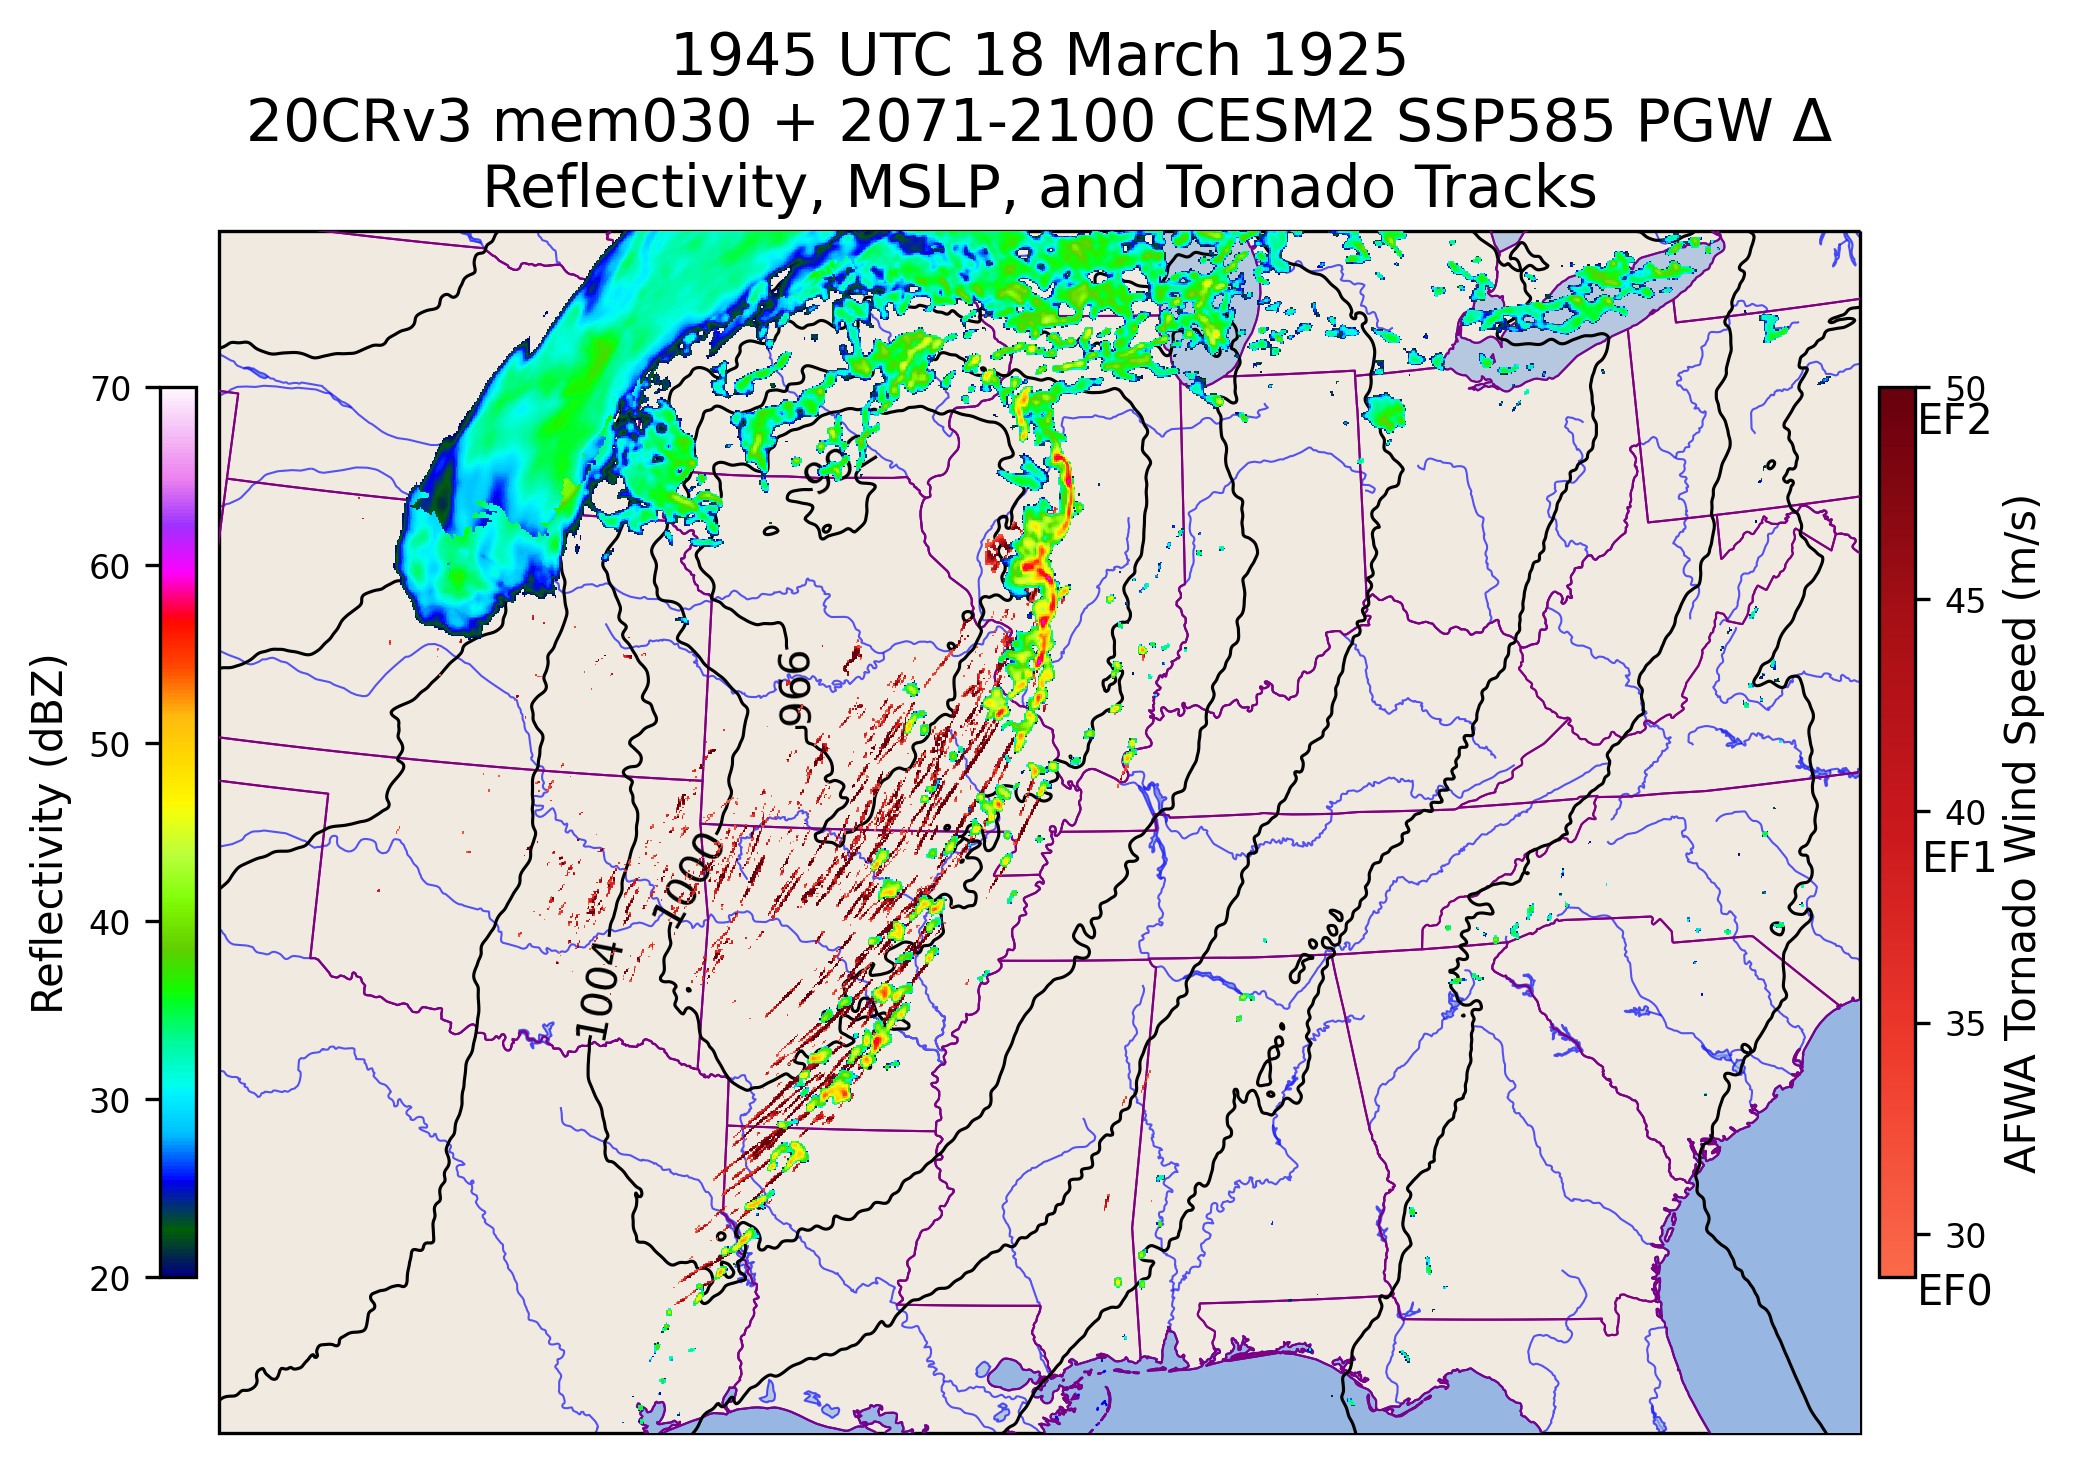 1945 UTC 18 March 1925
20CRv3 mem030 + 2071-2100 CESM2 SSP585 PGW Δ
Reflectivity, MSLP, and Tornado Tracks
Reflectivity (dBZ)
70
60
50
40
30
20
996
1000
1004
50
EF2
45
40
EF1
35
30
EF0
AFWA Tornado Wind Speed (m/s)